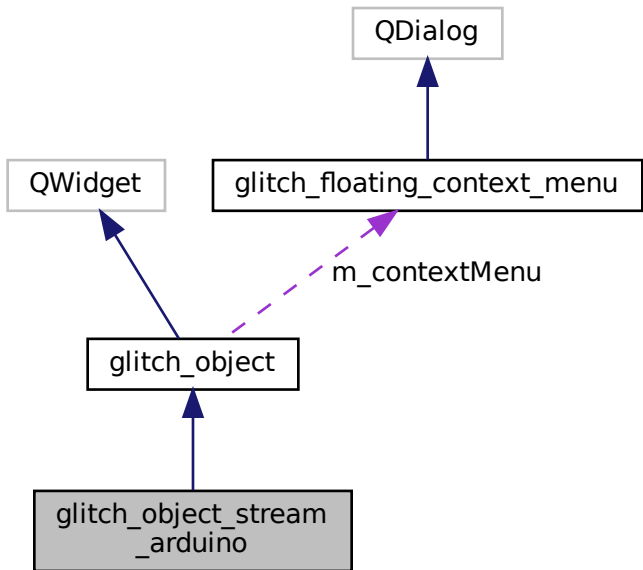 QDialog
QWidget
glitch_floating_context_menu
m_contextMenu
glitch_object
glitch_object_stream
_arduino